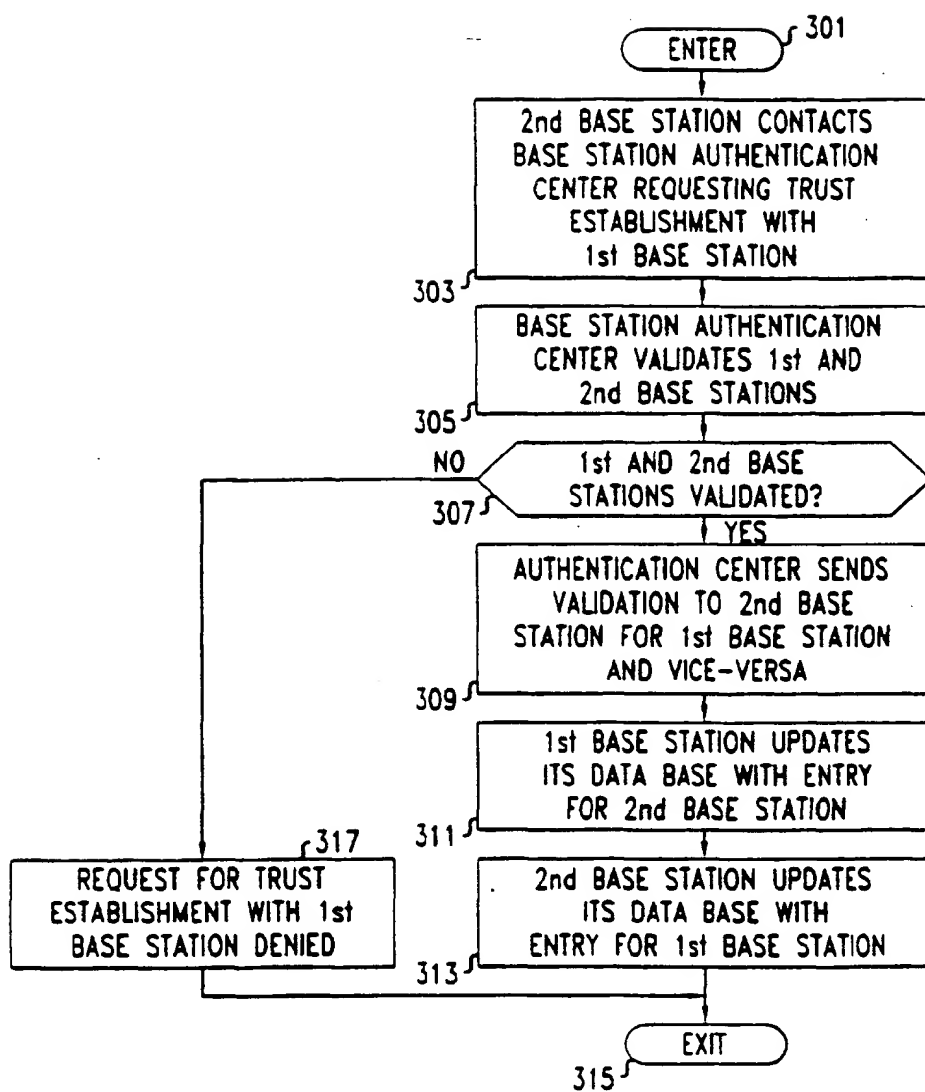 301
ENTER
2nd BASE STATION CONTACTS
BASE STATION AUTHENTICATION
CENTER REQUESTING TRUST
ESTABLISHMENT WITH
1st BASE STATION
303
BASE STATION AUTHENTICATION
CENTER VALIDATES 1st AND
2nd BASE STATIONS
305
NO
1st AND 2nd BASE
STATIONS VALIDATED?
307
YES
AUTHENTICATION CENTER SENDS
VALIDATION TO 2nd BASE
STATION FOR 1st BASE STATION
AND VICE-VERSA
309
1st BASE STATION UPDATES
ITS DATA BASE WITH ENTRY
FOR 2nd BASE STATION
311
317
REQUEST FOR TRUST
ESTABLISHMENT WITH 1st
BASE STATION DENIED
2nd BASE STATION UPDATES
ITS DATA BASE WITH
ENTRY FOR 1st BASE STATION
313
EXIT
315